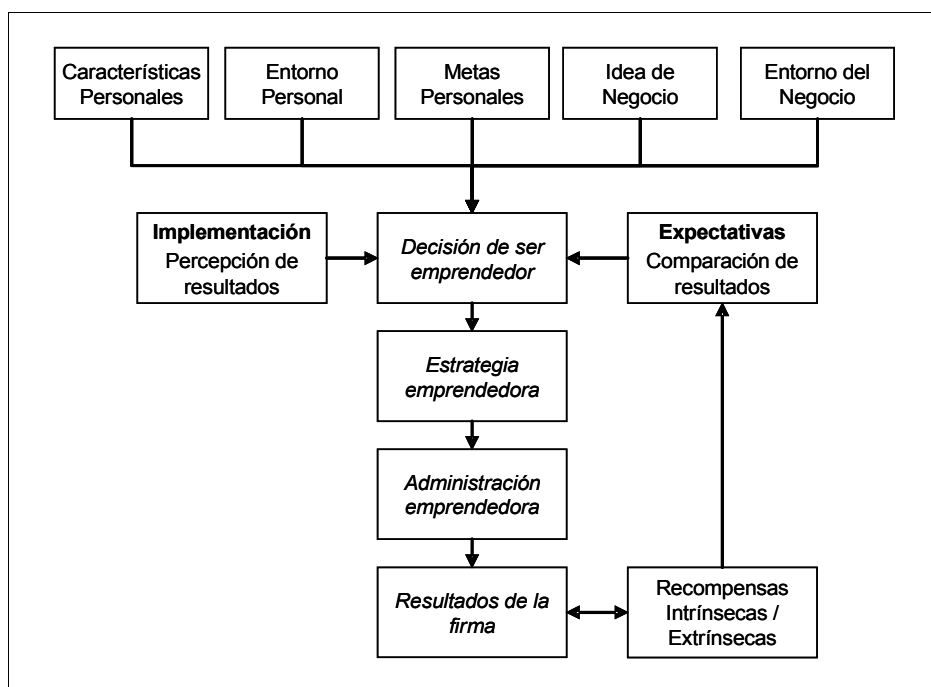 Características
Personales
Entorno
Personal
Metas
Personales
Idea de
Negocio
Entorno del
Negocio
Implementación
Percepción de
resultados
Decisión de ser
emprendedor
Expectativas
Comparación de
resultados
Estrategia
emprendedora
Administración
emprendedora
Resultados de la
firma
Recompensas
Intrínsecas /
Extrínsecas